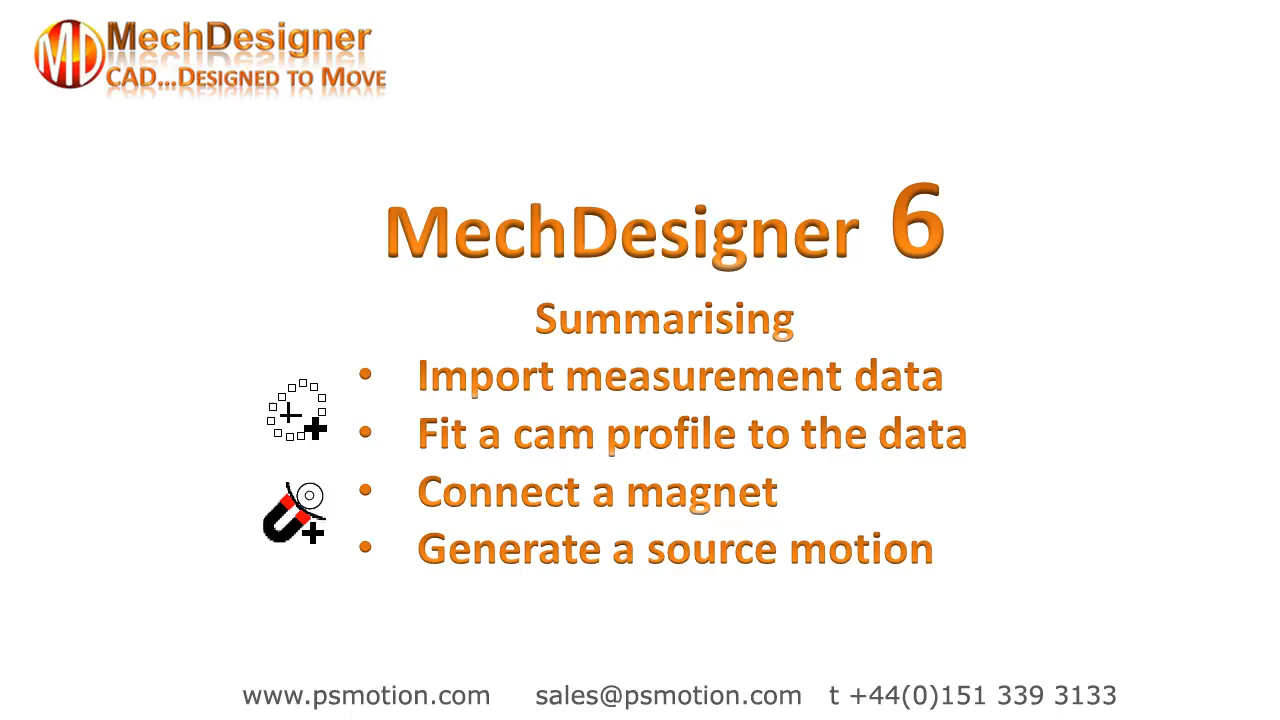 MD MechDesigner
CAD...DESIGNED TO MOVE
MechDesigner 6
Summarising
• Import measurement data
• Fit a cam profile to the data
• Connect a magnet
• Generate a source motion
www.psmotion.com sales@psmotion.com t +44(0)151 339 3133